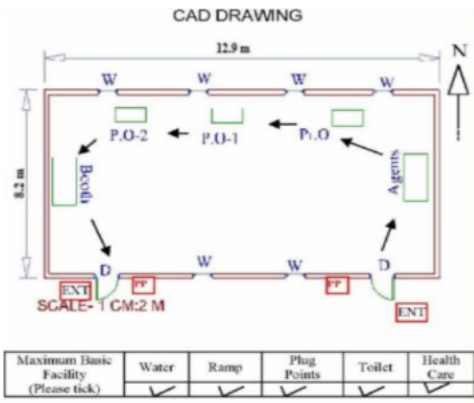 CAD DRAWING
12.9 m
N
W W W W
P.O-2 P.O-1 Pr.O
8.2 m
Booth
Agents
D W W D
EXT PP PP
SCALE- 1 CM:2 M
ENT
Maximum Basic Facility (Please tick) Water Ramp Plug Points Toilet Health Care